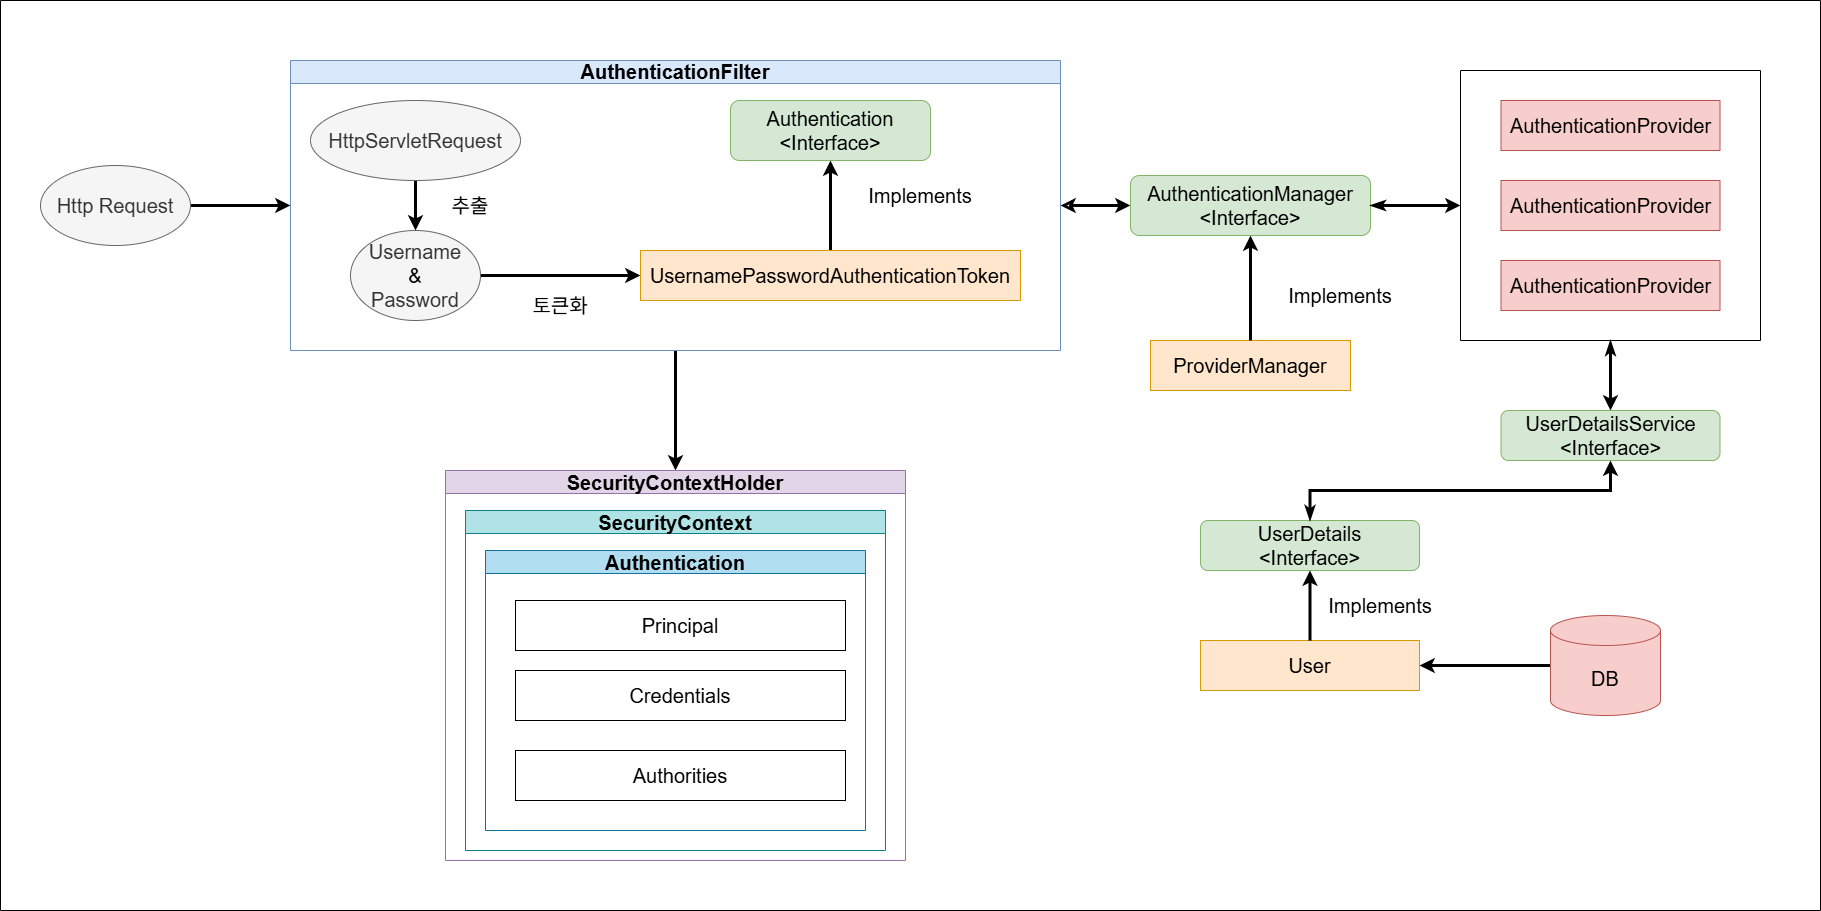 AuthenticationFilter
HttpServletRequest
Authentication
<Interface>
Http Request
추출
Implements
Username
&
Password
토큰화
UsernamePasswordAuthenticationToken
AuthenticationManager
<Interface>
Implements
ProviderManager
AuthenticationProvider
AuthenticationProvider
AuthenticationProvider
UserDetailsService
<Interface>
UserDetails
<Interface>
Implements
User
DB
SecurityContextHolder
SecurityContext
Authentication
Principal
Credentials
Authorities